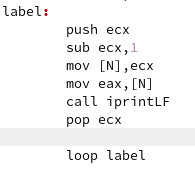 label:
push ecx
sub ecx,1
mov [N],ecx
mov eax,[N]
call iprintLF
pop ecx
loop label